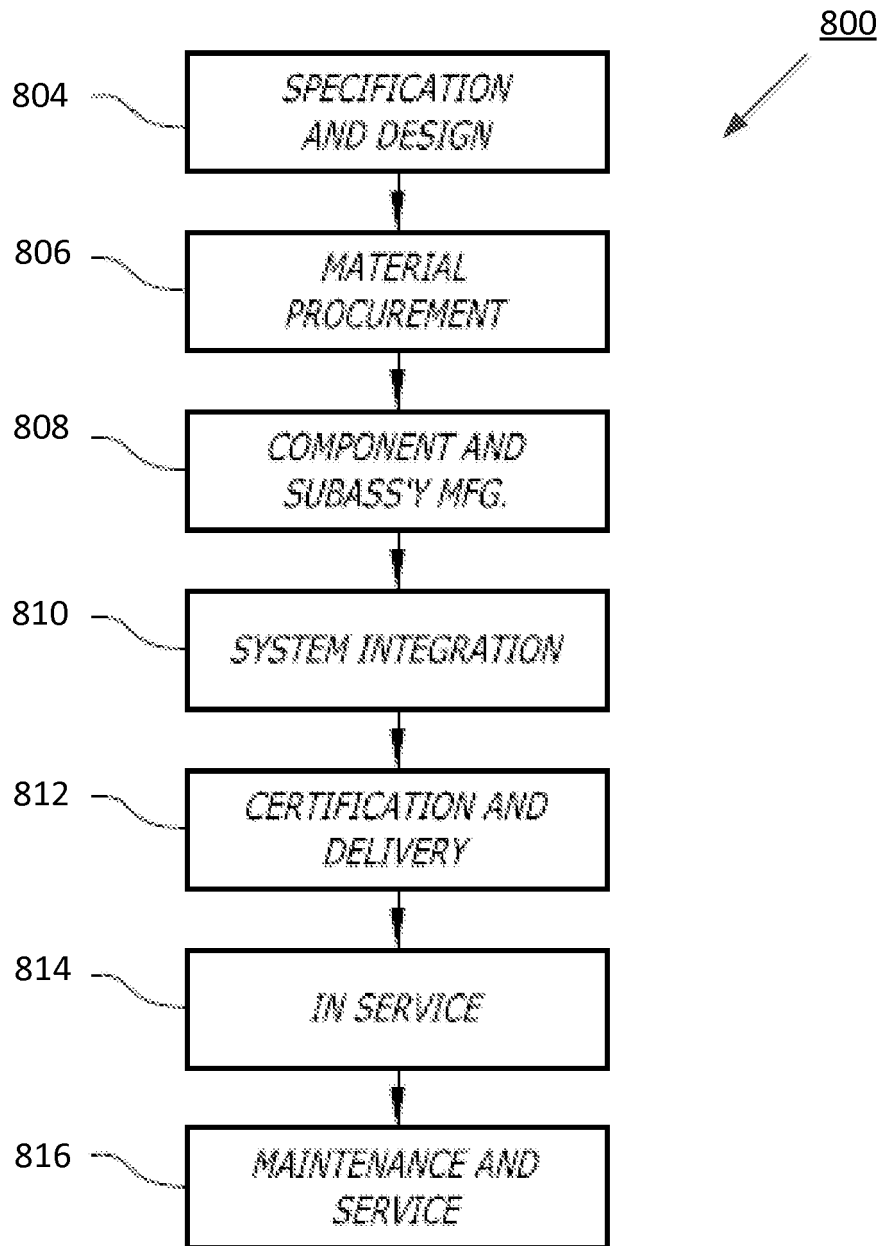 800
804
SPECIFICATION
AND DESIGN
806
MATERIAL
PROCUREMENT
808
COMPONENT AND
SUBASS'Y MFG.
810
SYSTEM INTEGRATION
812
CERTIFICATION AND
DELIVERY
814
IN SERVICE
816
MAINTENANCE AND
SERVICE